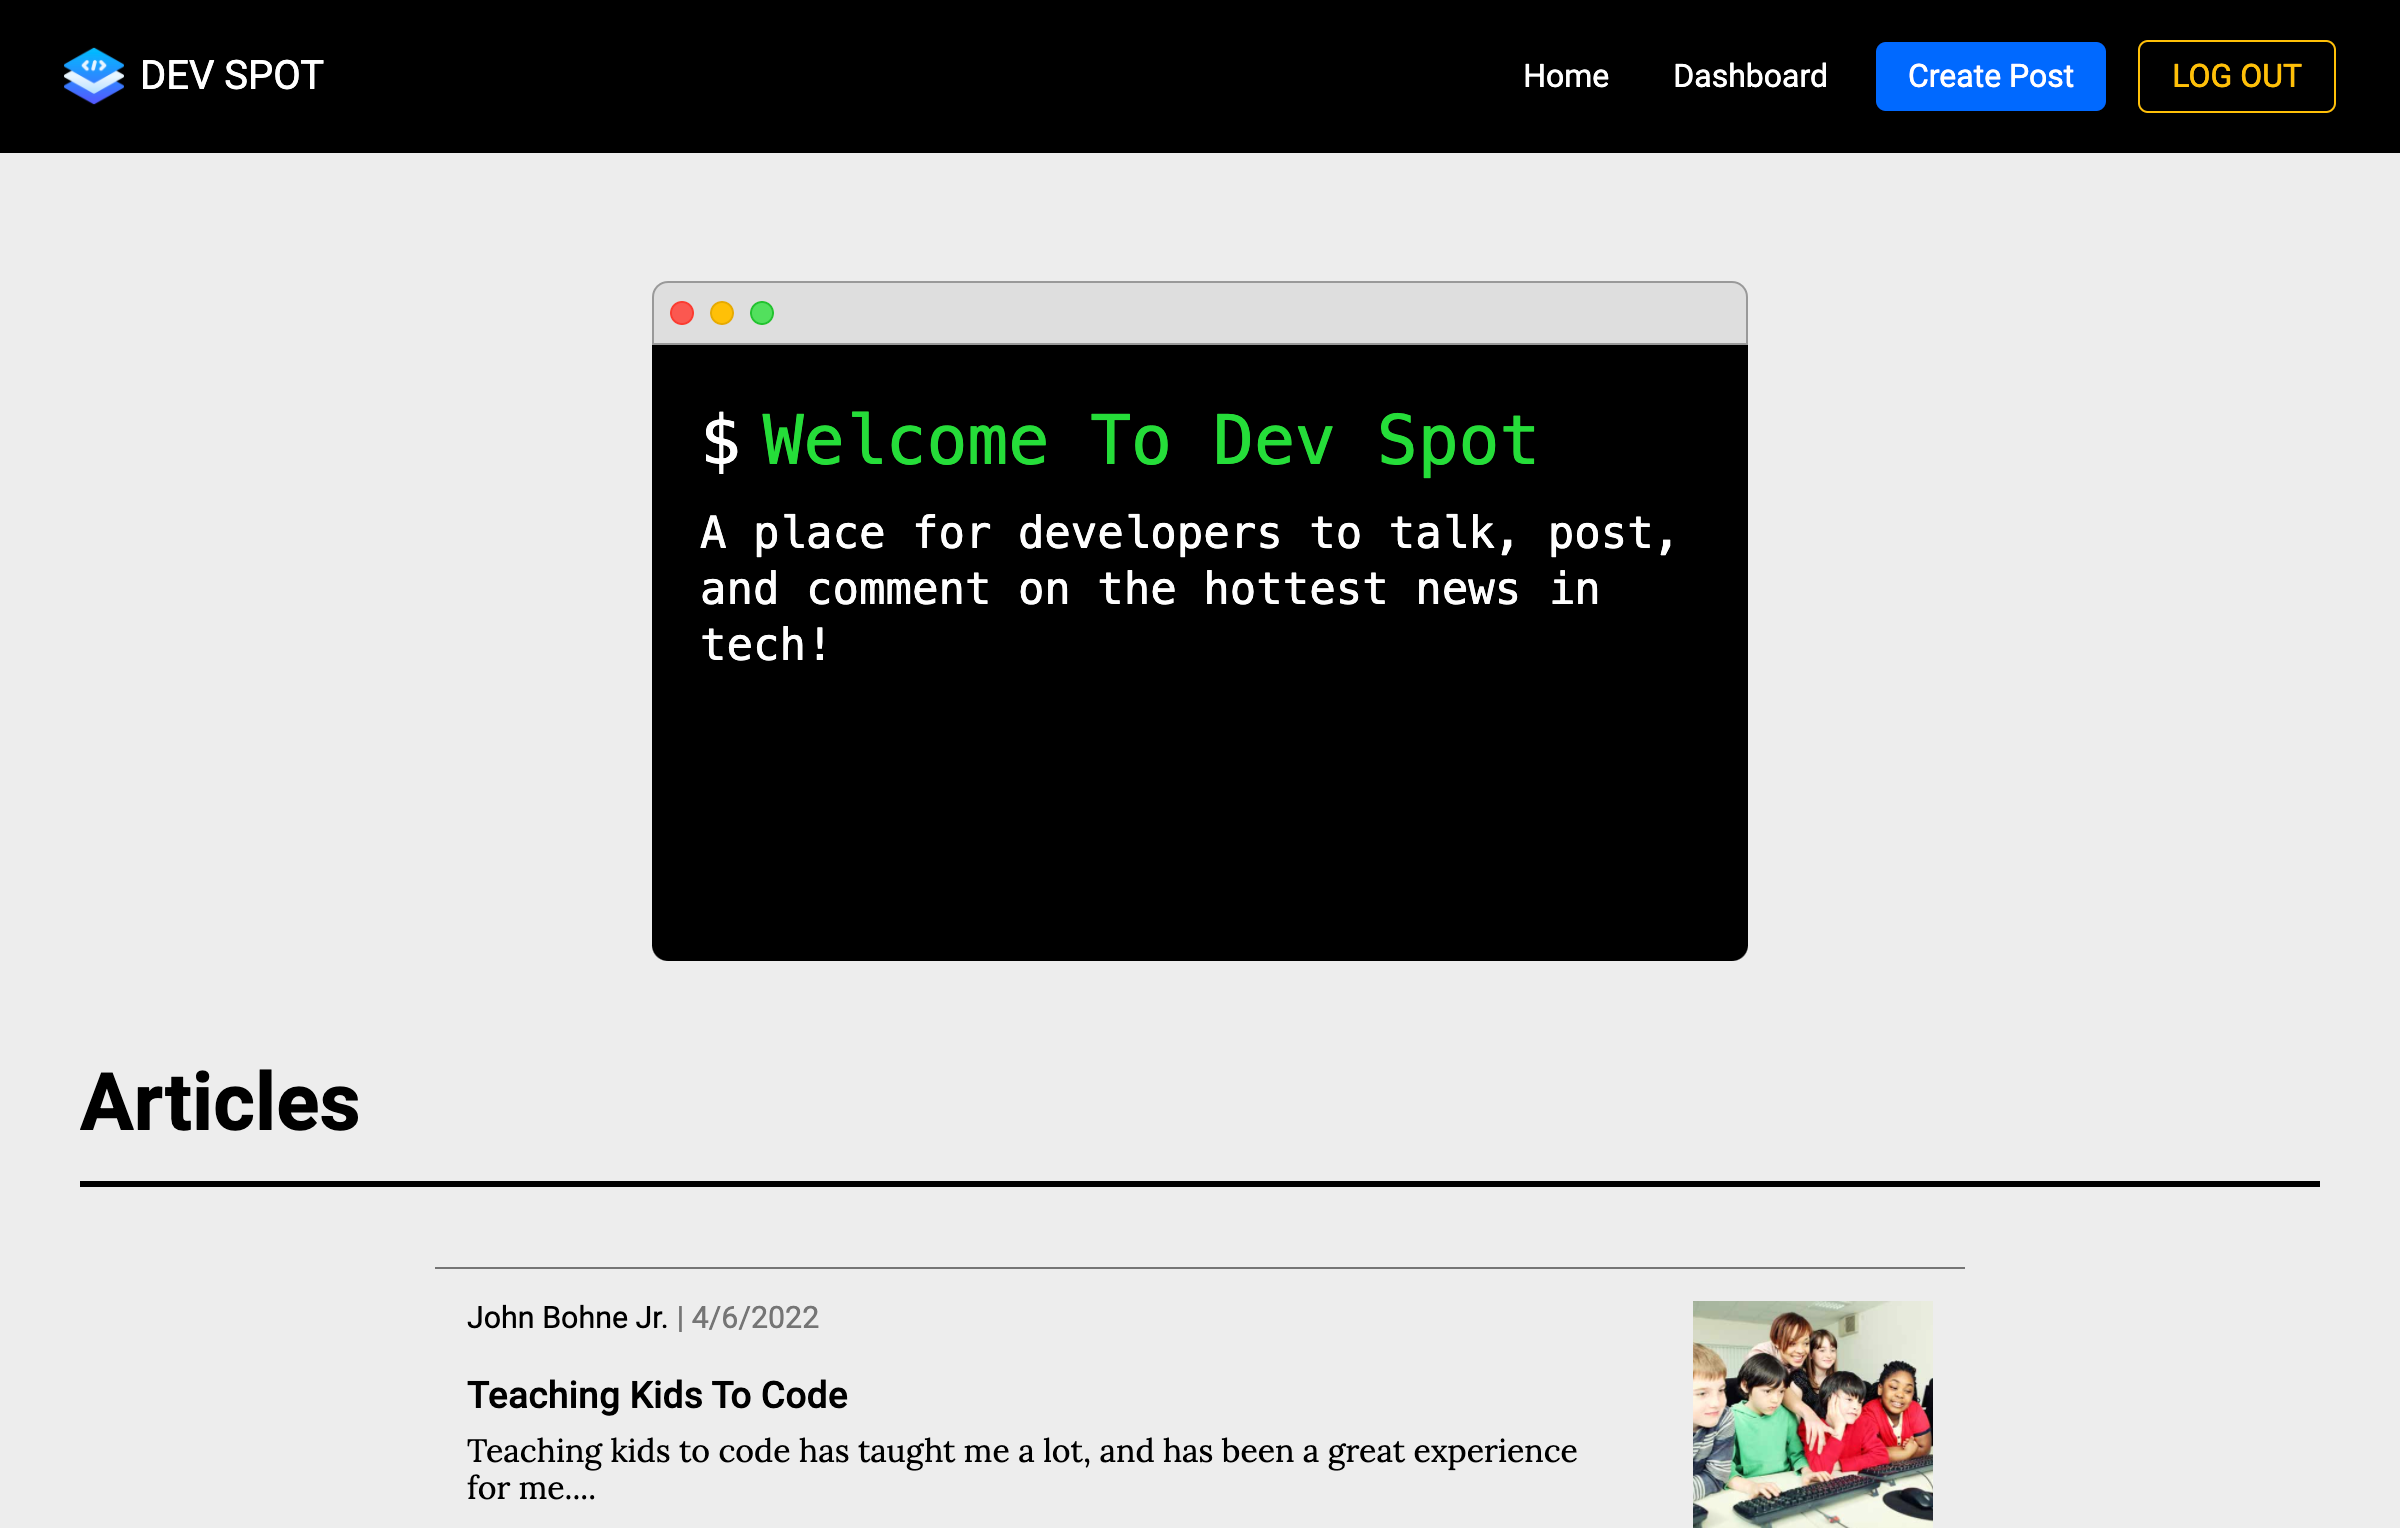 </> DEV SPOT
Home Dashboard Create Post LOG OUT
$ Welcome To Dev Spot
A place for developers to talk, post,
and comment on the hottest news in
tech!
Articles
John Bohne Jr. | 4/6/2022
Teaching Kids To Code
Teaching kids to code has taught me a lot, and has been a great experience
for me....